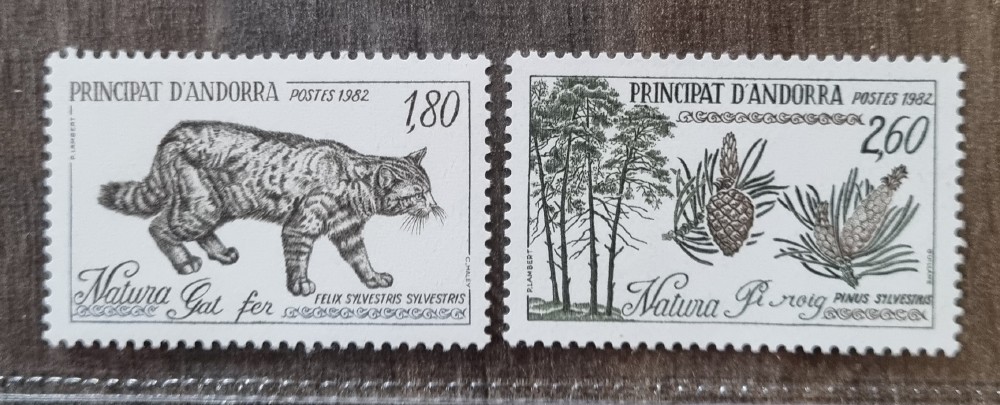 PRINCIPAT D'ANDORRA POSTES 1982
1,80
P. LAMBERT
C. HALEY
Natura Gat fer FELIX SYLVESTRIS SYLVESTRIS
PRINCIPAT D'ANDORRA POSTES 1982
2,60
P. LAMBERT
Natura Pi roig PINUS SYLVESTRIS